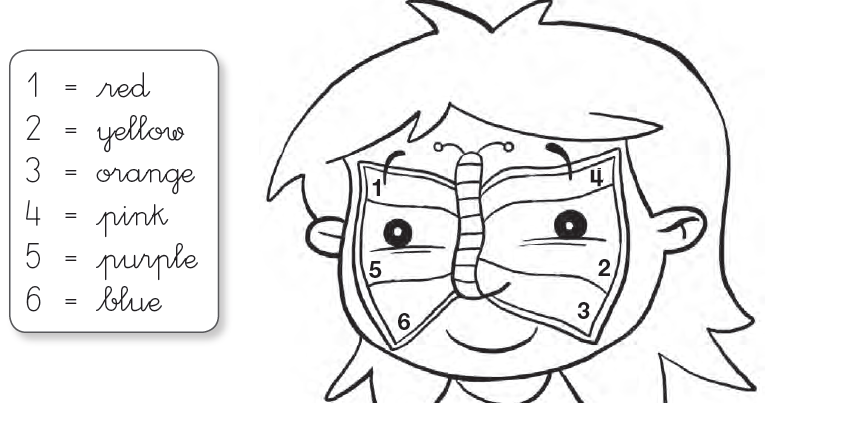 1 = red
2 = yellow
3 = orange
4 = pink
5 = purple
6 = blue
1
4
5
2
6
3